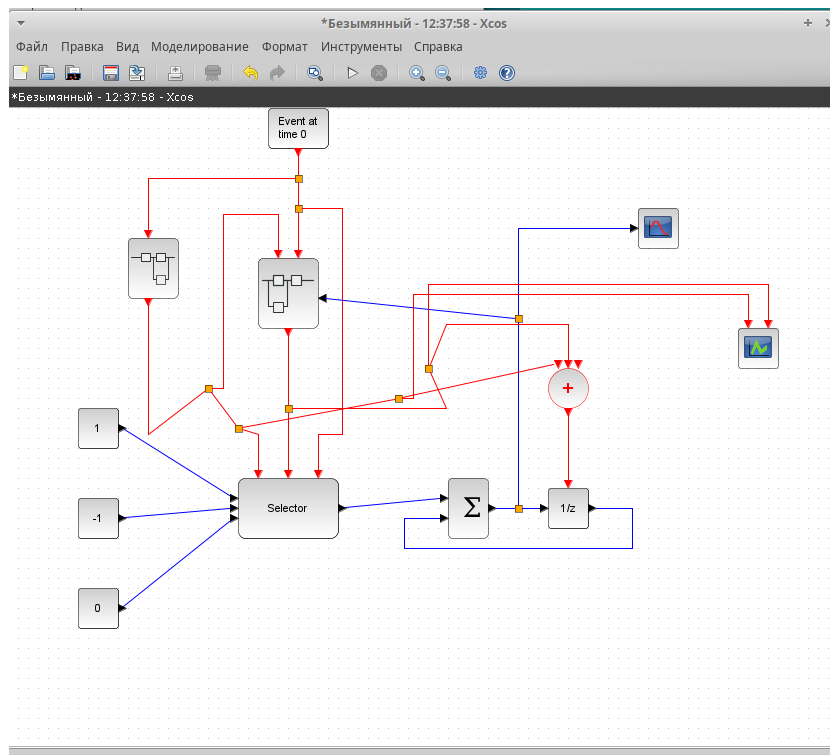 *Безымянный - 12:37:58 - Xcos
Файл Правка Вид Моделирование Формат Инструменты Справка
*Безымянный - 12:37:58 - Xcos
Event at
time 0
1
-1
0
Selector
Σ
1/z
+